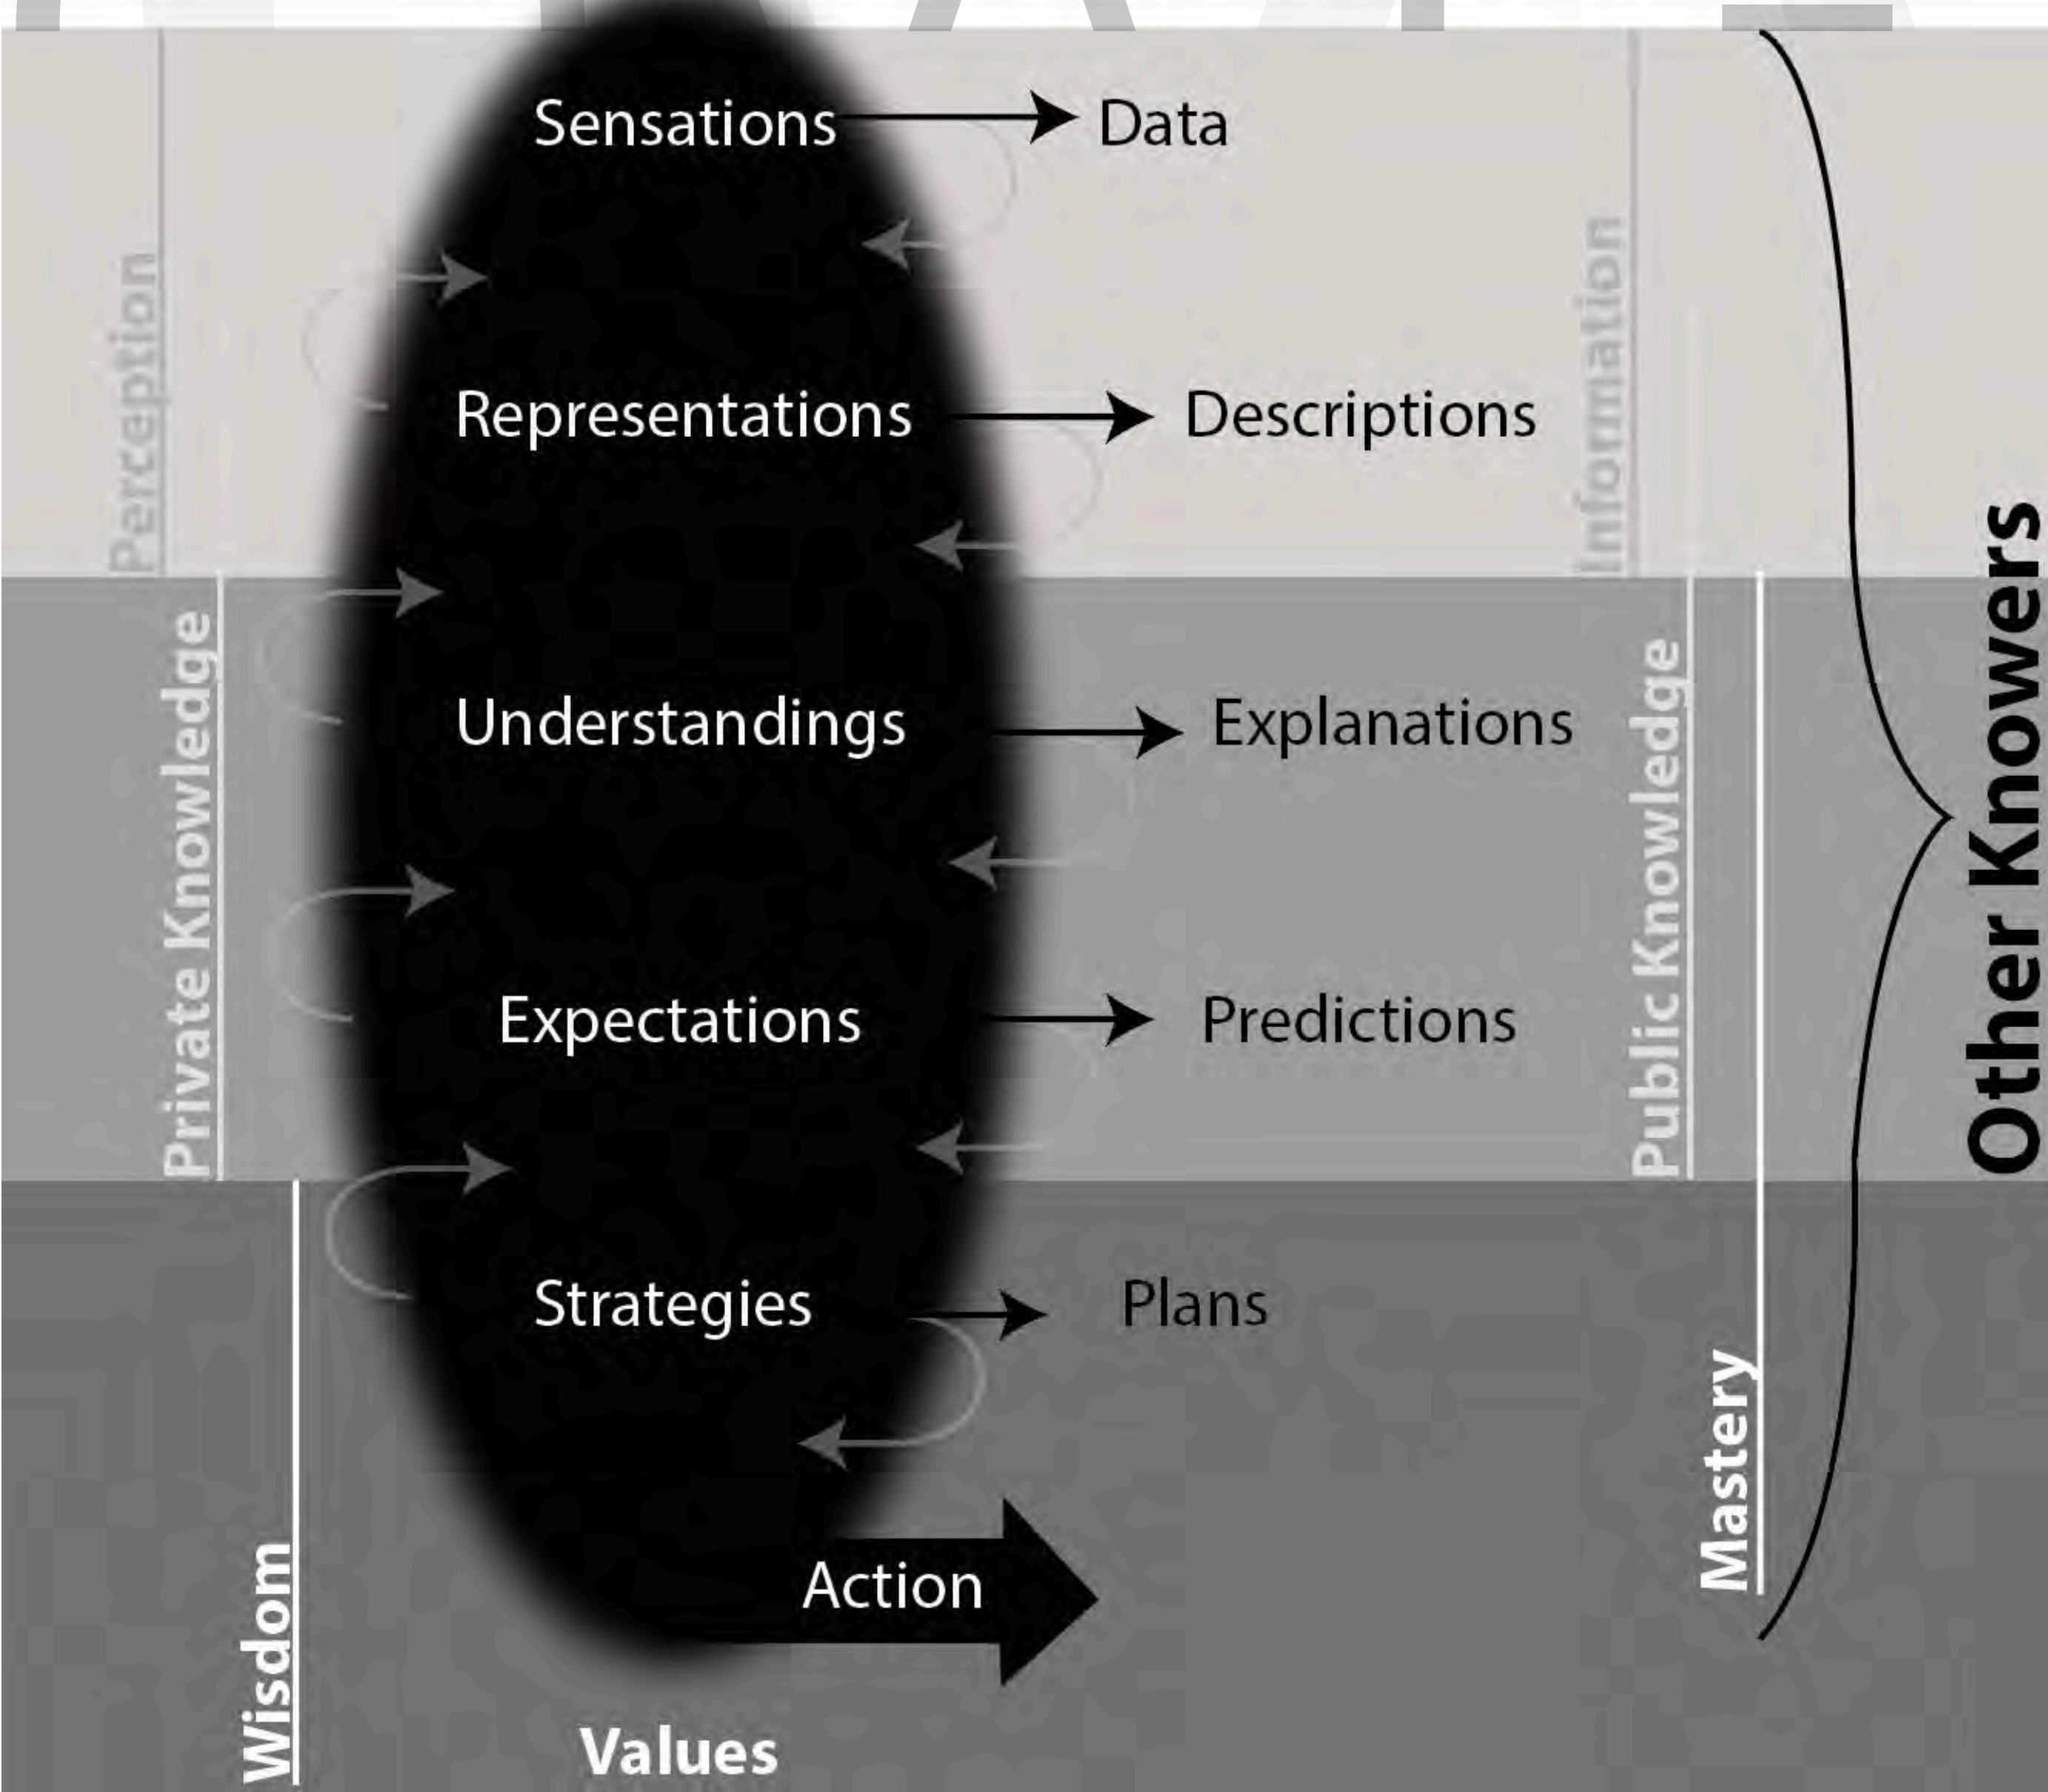 Sensations
Data
Perception
Information
Representations
Descriptions
Other Knowers
Private Knowledge
Understandings
Explanations
Public Knowledge
Expectations
Predictions
Strategies
Plans
Mastery
Wisdom
Action
Values